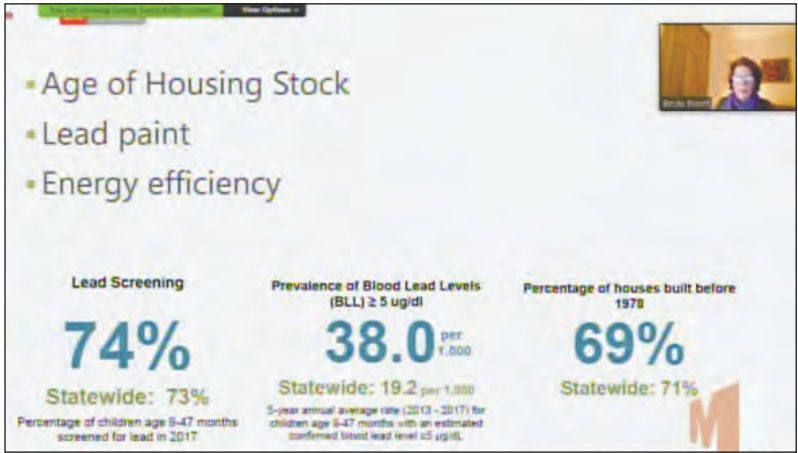 View Options
▪ Age of Housing Stock
▪ Lead paint
▪ Energy efficiency
Lead Screening
74%
Statewide: 73%
Percentage of children age 9-47 months
screened for lead in 2017
Prevalence of Blood Lead Levels
(BLL) ≥ 5 ug/dl
38.0 per
1,000
Statewide: 19.2 per 1,000
5-year annual average rate (2013 - 2017) for
children age 9-47 months with an estimated
confirmed blood lead level ≥5 µg/dL
Percentage of houses built before
1978
69%
Statewide: 71%
M